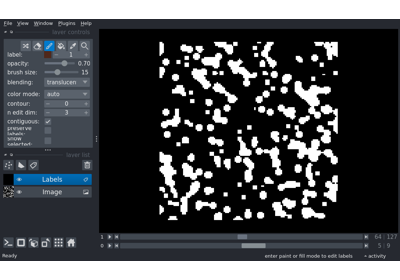 File View Window Plugins Help
layer controls
label: 1
opacity: 0.70
brush size: 15
blending: translucen
color mode: auto
contour: 0
n edit dim: 3
contiguous:
preserve labels:
show selected:
layer list
Labels
Image
1 64 127
0 5 9
Ready enter paint or fill mode to edit labels activity